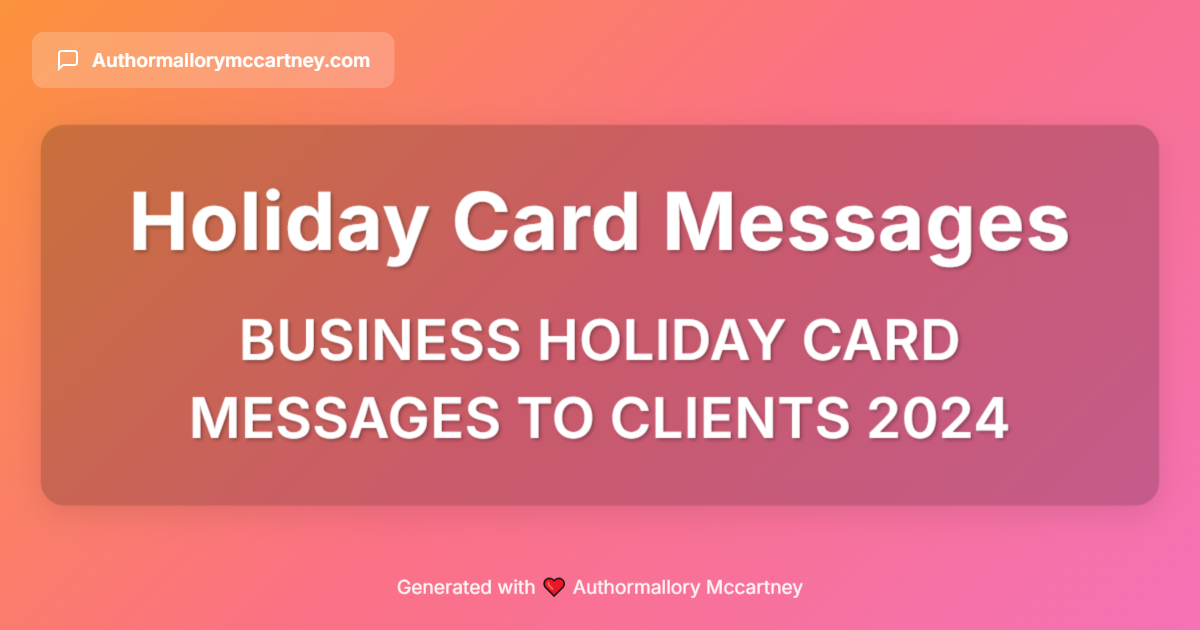 Authormallorymccartney.com
Holiday Card Messages
BUSINESS HOLIDAY CARD
MESSAGES TO CLIENTS 2024
Generated with ❤️ Authormallory Mccartney